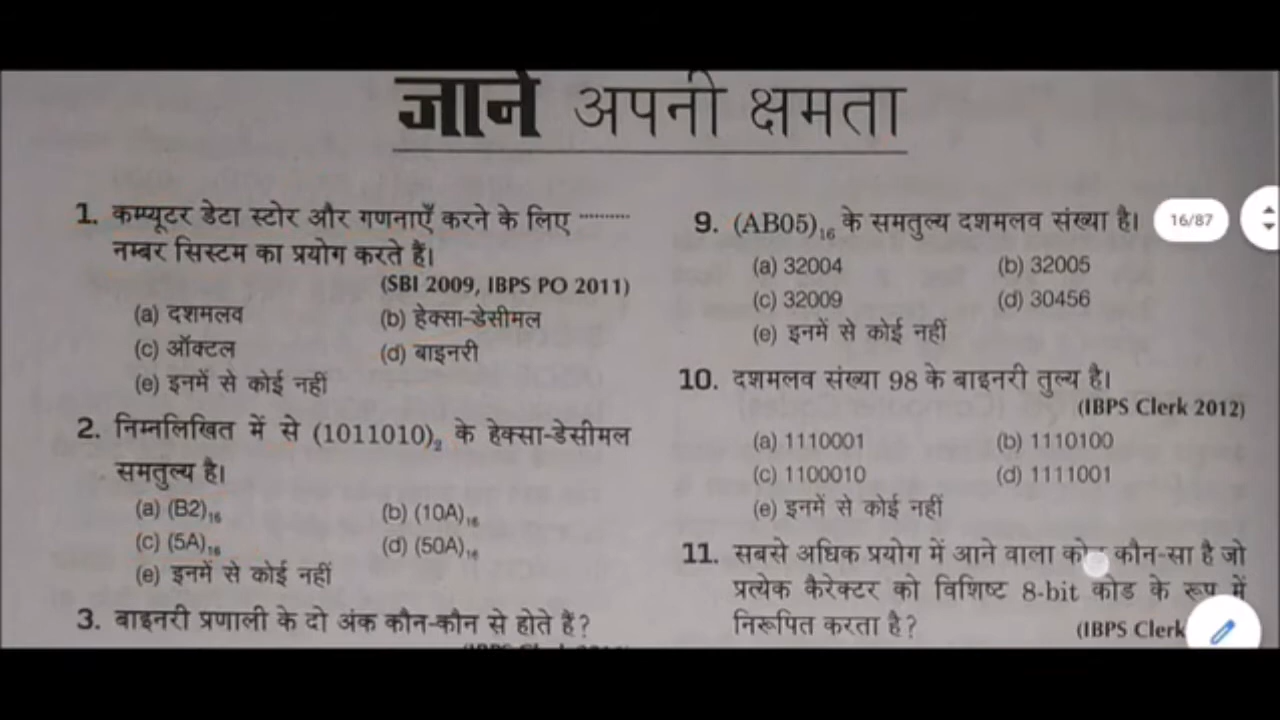 जानें अपनी क्षमता
1. कम्प्यूटर डेटा स्टोर और गणनाएँ करने के लिए ..........
नम्बर सिस्टम का प्रयोग करते हैं।
(SBI 2009, IBPS PO 2011)
(a) दशमलव (b) हेक्सा-डेसीमल
(c) ऑक्टल (d) बाइनरी
(e) इनमें से कोई नहीं
2. निम्नलिखित में से (1011010)₂ के हेक्सा-डेसीमल
समतुल्य है।
(a) (B2)₁₆ (b) (10A)₁₆
(c) (5A)₁₆ (d) (50A)₁₆
(e) इनमें से कोई नहीं
3. बाइनरी प्रणाली के दो अंक कौन-कौन से होते हैं?
9. (AB05)₁₆ के समतुल्य दशमलव संख्या है।
16/87
(a) 32004 (b) 32005
(c) 32009 (d) 30456
(e) इनमें से कोई नहीं
10. दशमलव संख्या 98 के बाइनरी तुल्य है।
(IBPS Clerk 2012)
(a) 1110001 (b) 1110100
(c) 1100010 (d) 1111001
(e) इनमें से कोई नहीं
11. सबसे अधिक प्रयोग में आने वाला कौन-सा है जो
प्रत्येक कैरेक्टर को विशिष्ट 8-bit कोड के रूप में
निरूपित करता है? (IBPS Clerk